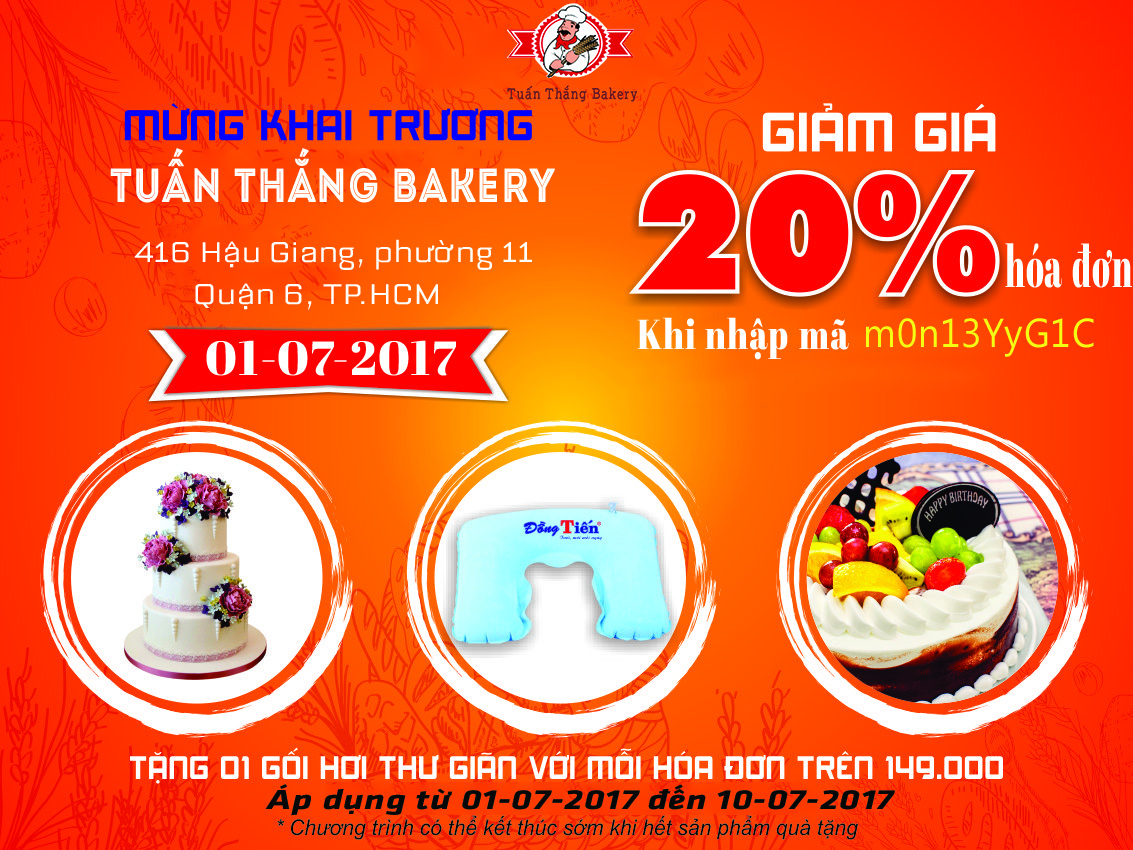 Tuấn Thắng Bakery
MỪNG KHAI TRƯƠNG
TUẤN THẮNG BAKERY
416 Hậu Giang, phường 11
Quận 6, TP.HCM
01-07-2017
GIẢM GIÁ
20% hóa đơn
Khi nhập mã m0n13YyG1C
Đồng Tiến
HAPPY BIRTHDAY
TẶNG 01 GỐI HƠI THƯ GIÃN VỚI MỖI HÓA ĐƠN TRÊN 149.000
Áp dụng từ 01-07-2017 đến 10-07-2017
* Chương trình có thể kết thúc sớm khi hết sản phẩm quà tặng